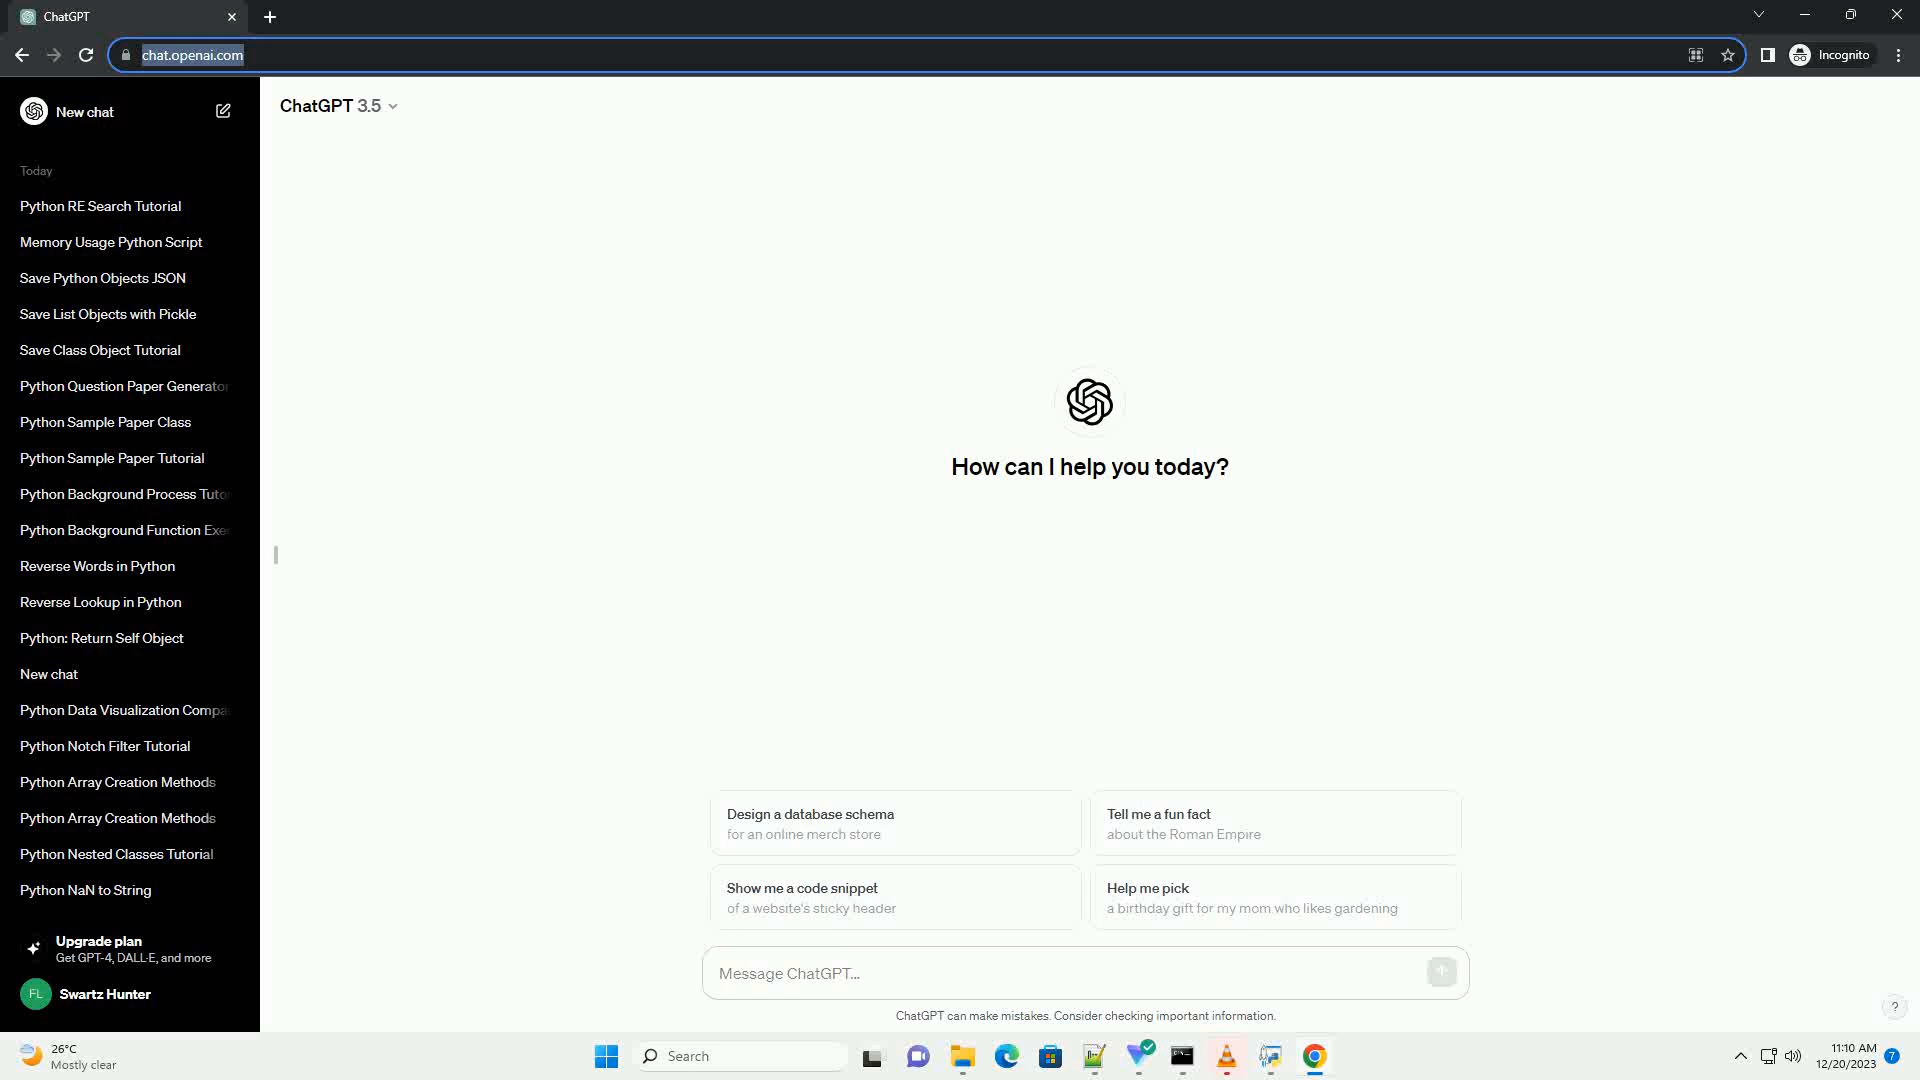 ChatGPT
chat.openai.com
Incognito
New chat
ChatGPT 3.5
Today
Python RE Search Tutorial
Memory Usage Python Script
Save Python Objects JSON
Save List Objects with Pickle
Save Class Object Tutorial
Python Question Paper Generator
Python Sample Paper Class
Python Sample Paper Tutorial
Python Background Process Tuto
Python Background Function Exe
Reverse Words in Python
Reverse Lookup in Python
Python: Return Self Object
New chat
Python Data Visualization Compa
Python Notch Filter Tutorial
Python Array Creation Methods
Python Array Creation Methods
Python Nested Classes Tutorial
Python NaN to String
Upgrade plan
Get GPT-4, DALL·E, and more
FL
Swartz Hunter
How can I help you today?
Design a database schema
for an online merch store
Tell me a fun fact
about the Roman Empire
Show me a code snippet
of a website's sticky header
Help me pick
a birthday gift for my mom who likes gardening
Message ChatGPT...
ChatGPT can make mistakes. Consider checking important information.
?
26°C
Mostly clear
Search
11:10 AM
12/20/2023
7